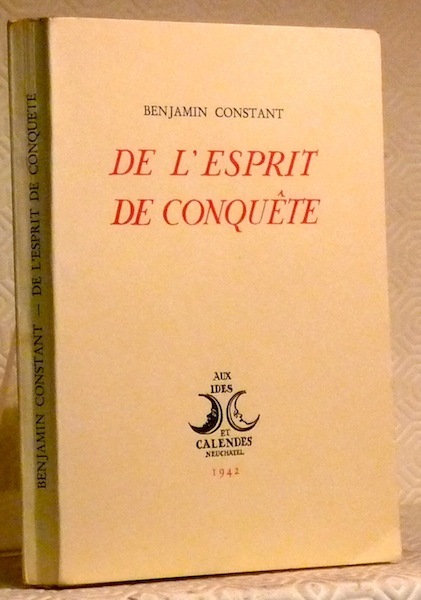 BENJAMIN CONSTANT
DE L'ESPRIT
DE CONQUÊTE
AUX
IDES
ET
CALENDES
NEUCHATEL
1942
BENJAMIN CONSTANT — DE L'ESPRIT DE CONQUÊTE